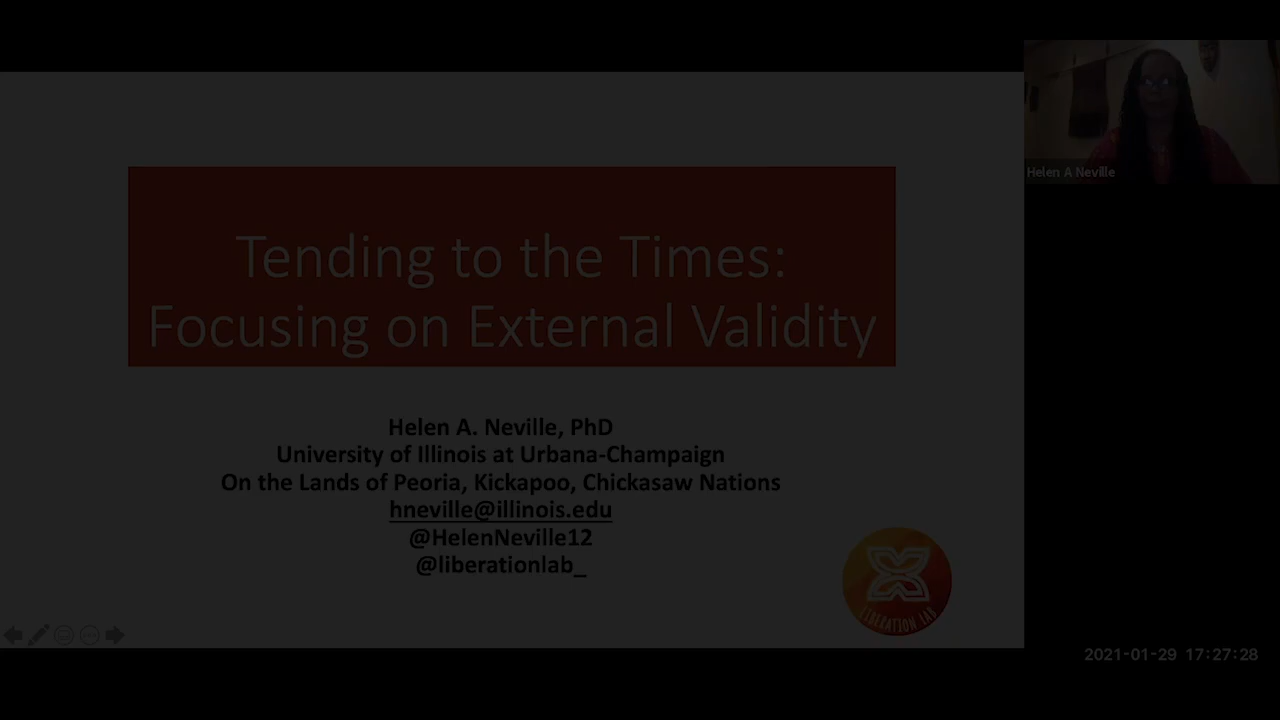 Helen A Neville
Tending to the Times:
Focusing on External Validity
Helen A. Neville, PhD
University of Illinois at Urbana-Champaign
On the Lands of Peoria, Kickapoo, Chickasaw Nations
hneville@illinois.edu
@HelenNeville12
@liberationlab_
LIBERATION LAB
2021-01-29 17:27:28